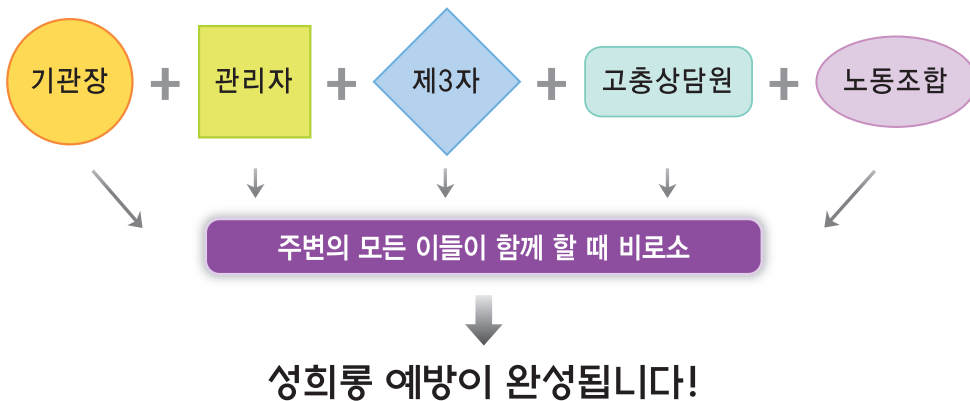 기관장 + 관리자 + 제3자 + 고충상담원 + 노동조합
주변의 모든 이들이 함께 할 때 비로소
성희롱 예방이 완성됩니다!